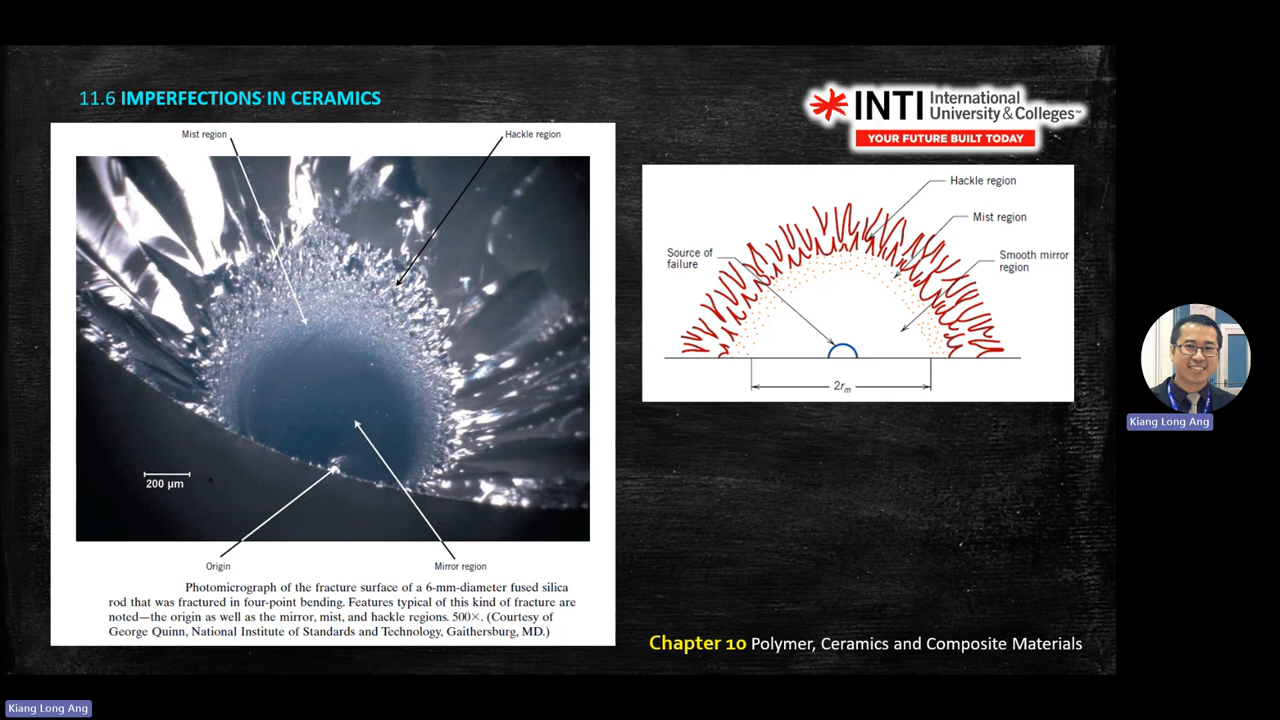 11.6 IMPERFECTIONS IN CERAMICS
INTI International
University & Colleges™
YOUR FUTURE BUILT TODAY
Mist region
Hackle region
200 µm
Origin
Mirror region
Photomicrograph of the fracture surface of a 6-mm-diameter fused silica
rod that was fractured in four-point bending. Features typical of this kind of fracture are
noted—the origin as well as the mirror, mist, and hackle regions. 500×. (Courtesy of
George Quinn, National Institute of Standards and Technology, Gaithersburg, MD.)
Hackle region
Mist region
Source of
failure
Smooth mirror
region
2rm
Chapter 10 Polymer, Ceramics and Composite Materials
Kiang Long Ang
Kiang Long Ang